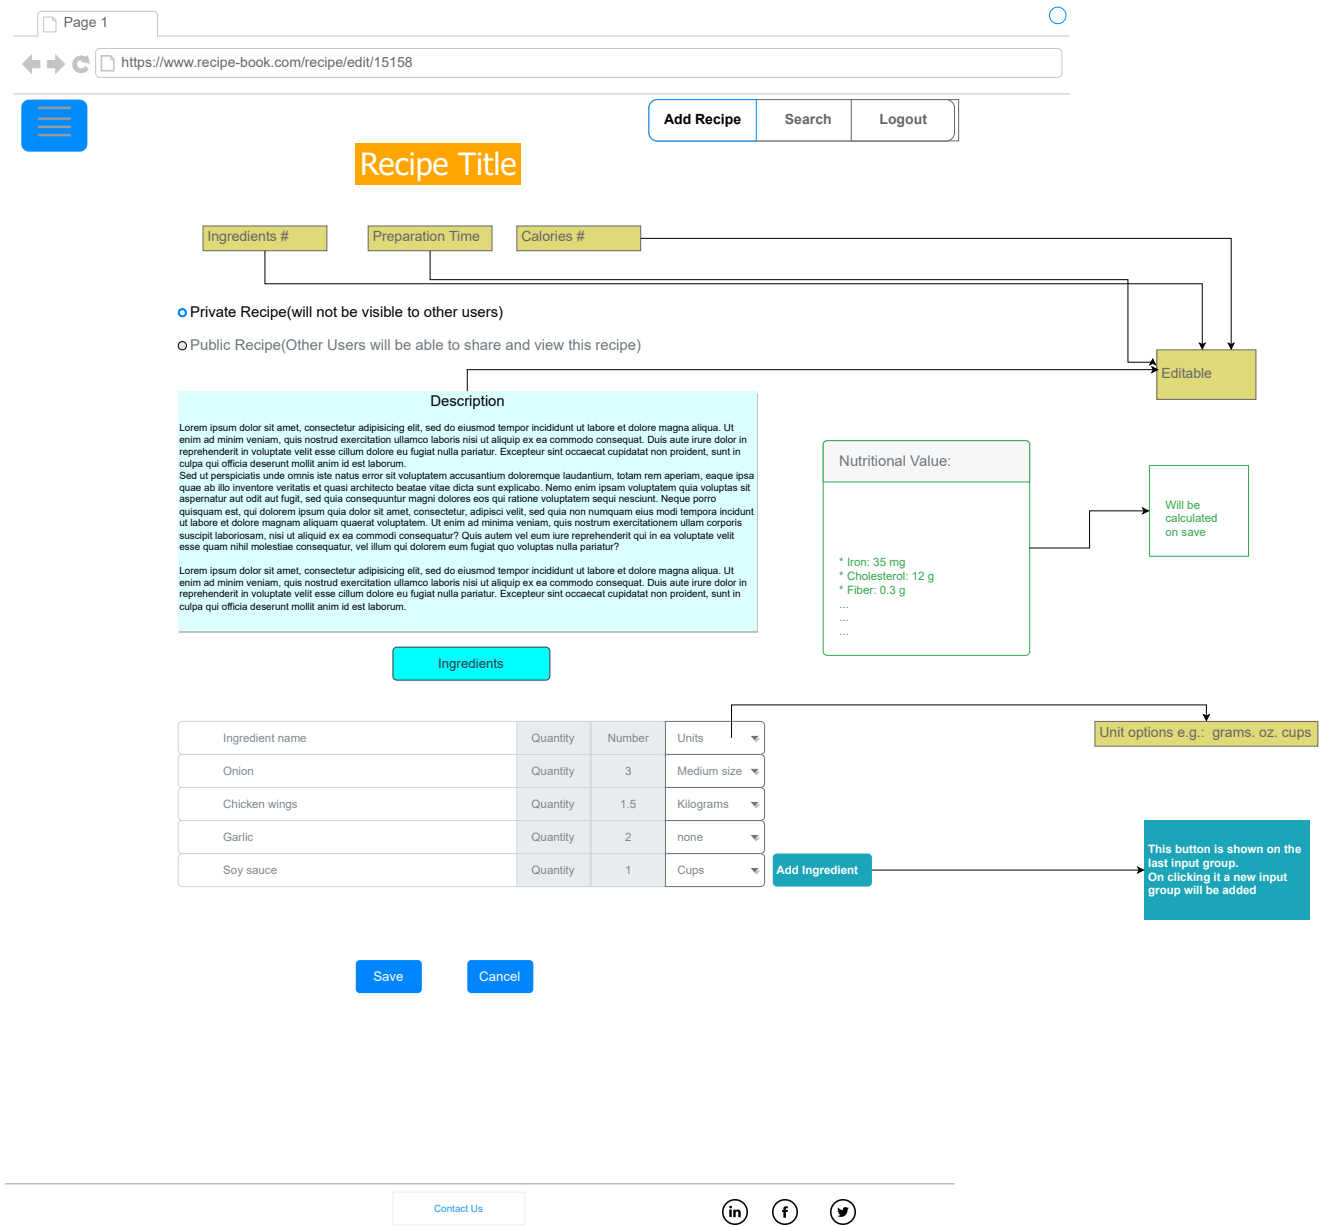 Page 1
https://www.recipe-book.com/recipe/edit/15158
Add Recipe
Search
Logout
Recipe Title
Ingredients #
Preparation Time
Calories #
Private Recipe(will not be visible to other users)
Public Recipe(Other Users will be able to share and view this recipe)
Editable
Description
Lorem ipsum dolor sit amet, consectetur adipisicing elit, sed do eiusmod tempor incididunt ut labore et dolore magna aliqua. Ut
enim ad minim veniam, quis nostrud exercitation ullamco laboris nisi ut aliquip ex ea commodo consequat. Duis aute irure dolor in
reprehenderit in voluptate velit esse cillum dolore eu fugiat nulla pariatur. Excepteur sint occaecat cupidatat non proident, sunt in
culpa qui officia deserunt mollit anim id est laborum.
Sed ut perspiciatis unde omnis iste natus error sit voluptatem accusantium doloremque laudantium, totam rem aperiam, eaque ipsa
quae ab illo inventore veritatis et quasi architecto beatae vitae dicta sunt explicabo. Nemo enim ipsam voluptatem quia voluptas sit
aspernatur aut odit aut fugit, sed quia consequuntur magni dolores eos qui ratione voluptatem sequi nesciunt. Neque porro
quisquam est, qui dolorem ipsum quia dolor sit amet, consectetur, adipisci velit, sed quia non numquam eius modi tempora incidunt
ut labore et dolore magnam aliquam quaerat voluptatem. Ut enim ad minima veniam, quis nostrum exercitationem ullam corporis
suscipit laboriosam, nisi ut aliquid ex ea commodi consequatur? Quis autem vel eum iure reprehenderit qui in ea voluptate velit
esse quam nihil molestiae consequatur, vel illum qui dolorem eum fugiat quo voluptas nulla pariatur?
Lorem ipsum dolor sit amet, consectetur adipisicing elit, sed do eiusmod tempor incididunt ut labore et dolore magna aliqua. Ut
enim ad minim veniam, quis nostrud exercitation ullamco laboris nisi ut aliquip ex ea commodo consequat. Duis aute irure dolor in
reprehenderit in voluptate velit esse cillum dolore eu fugiat nulla pariatur. Excepteur sint occaecat cupidatat non proident, sunt in
culpa qui officia deserunt mollit anim id est laborum.
Nutritional Value:
* Iron: 35 mg
* Cholesterol: 12 g
* Fiber: 0.3 g
...
...
...
Will be
calculated
on save
Ingredients
Ingredient name Quantity Number Units
Onion Quantity 3 Medium size
Chicken wings Quantity 1.5 Kilograms
Garlic Quantity 2 none
Soy sauce Quantity 1 Cups
Add Ingredient
Unit options e.g.: grams. oz. cups
This button is shown on the
last input group.
On clicking it a new input
group will be added
Save
Cancel
Contact Us
in
f